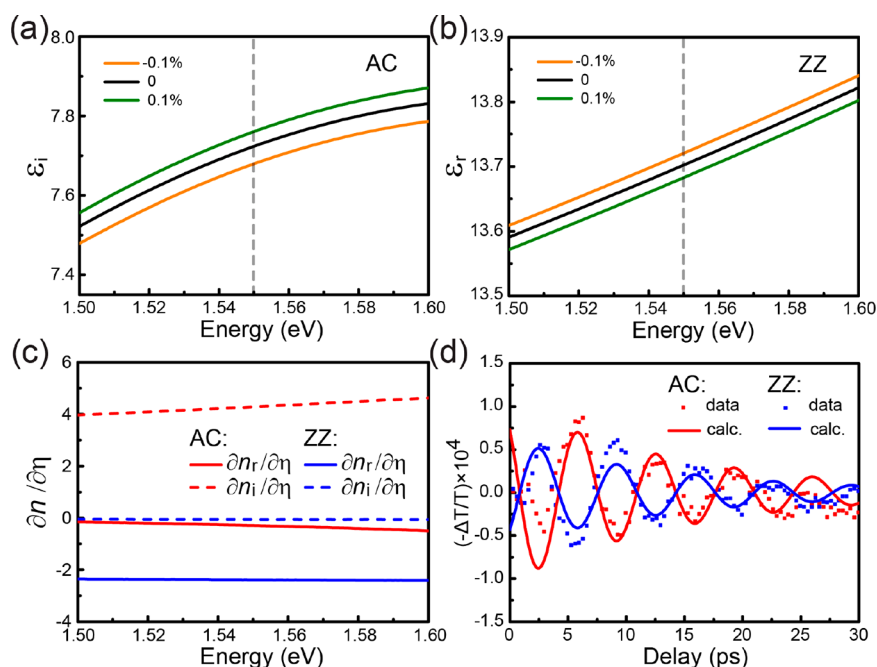 (a)
8.0
7.8
7.6
7.4
εi
-0.1%
0
0.1%
AC
1.50 1.52 1.54 1.56 1.58 1.60
Energy (eV)
(b)
13.9
13.8
13.7
13.6
13.5
εr
-0.1%
0
0.1%
ZZ
1.50 1.52 1.54 1.56 1.58 1.60
Energy (eV)
(c)
6
4
2
0
-2
-4
∂n/∂η
AC: ZZ:
∂nr/∂η ∂nr/∂η
∂ni/∂η ∂ni/∂η
1.50 1.52 1.54 1.56 1.58 1.60
Energy (eV)
(d)
1.5
1.0
0.5
0.0
-0.5
-1.0
-1.5
(-ΔT/T)×10⁴
AC: ZZ:
data data
calc. calc.
0 5 10 15 20 25 30
Delay (ps)